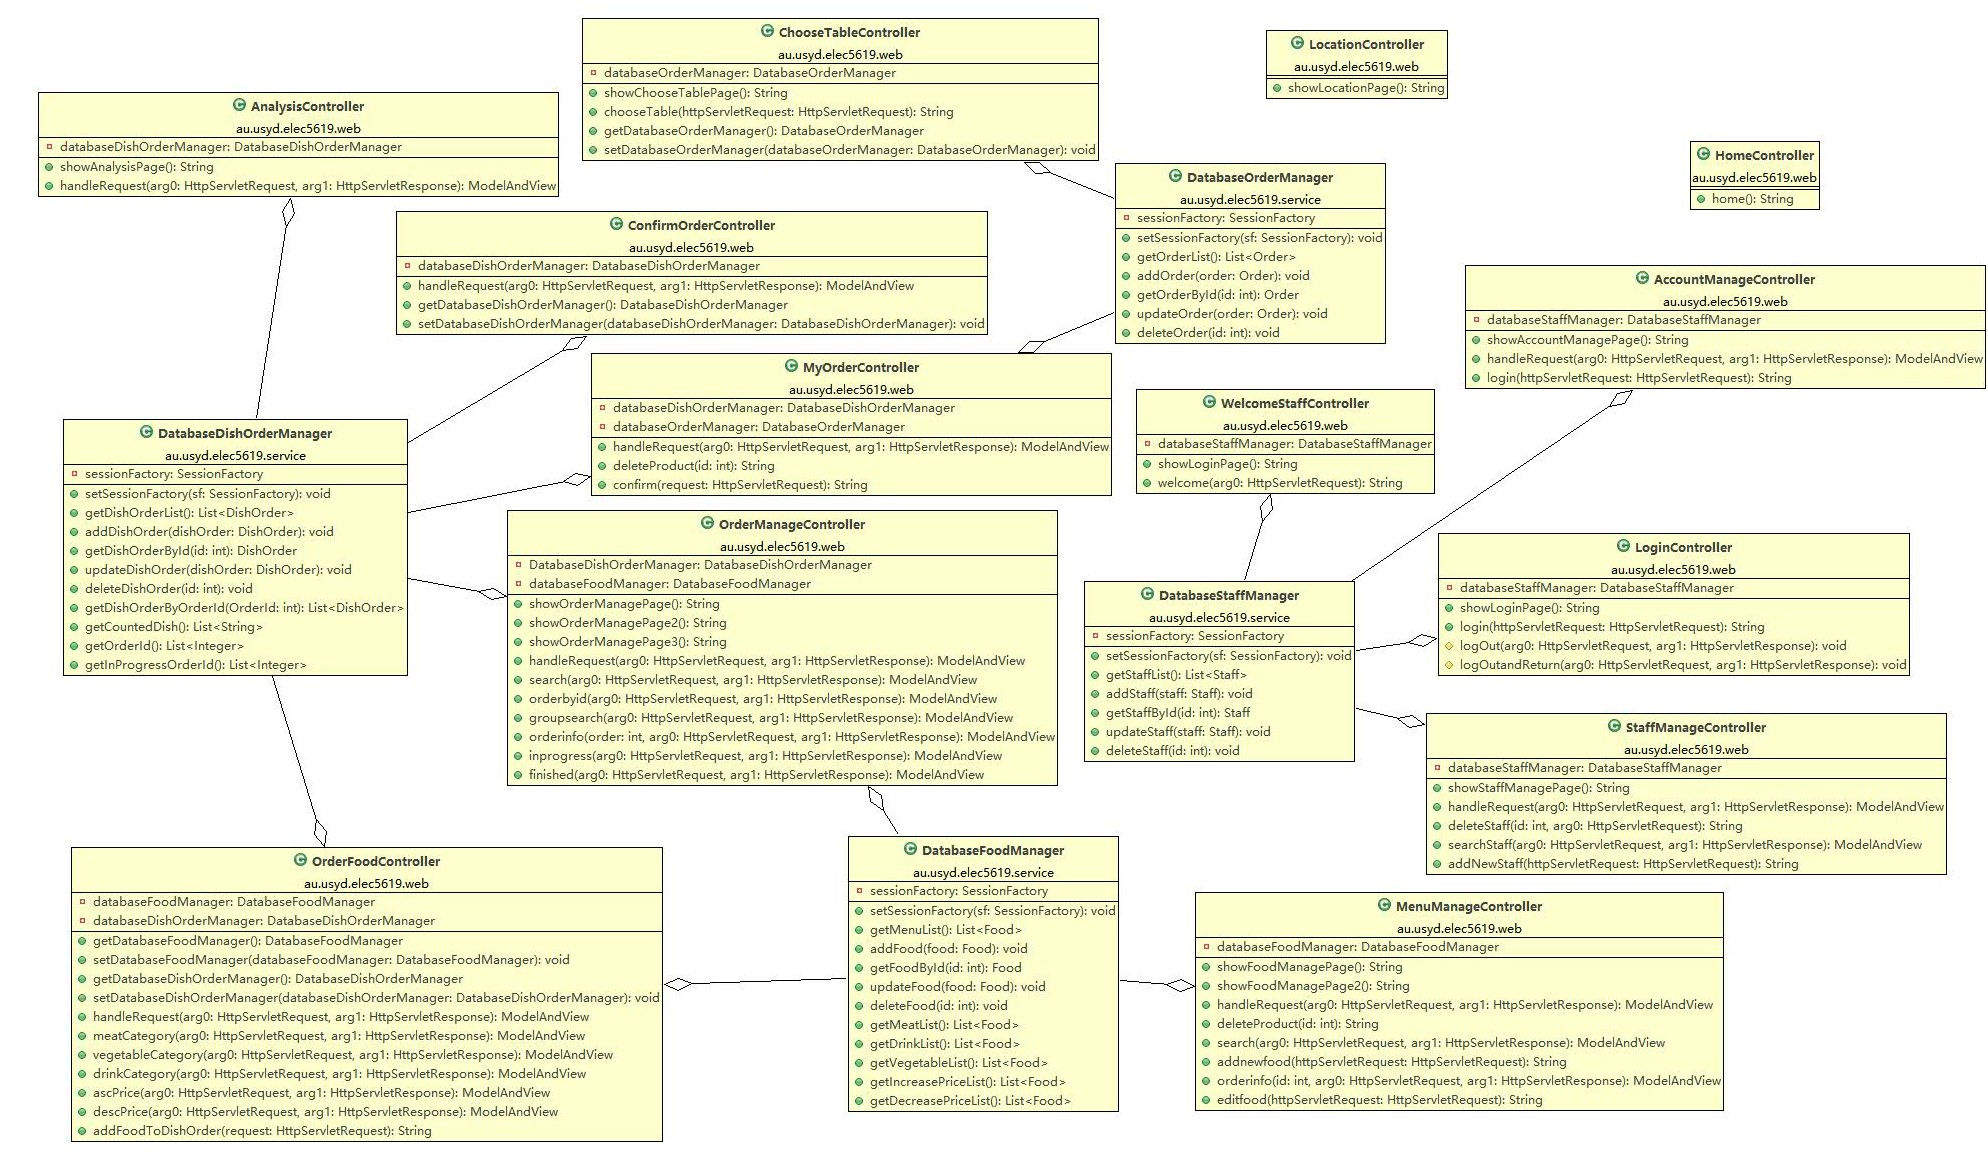 ChooseTableController
au.usyd.elec5619.web
databaseOrderManager: DatabaseOrderManager
showChooseTablePage(): String
chooseTable(httpServletRequest: HttpServletRequest): String
getDatabaseOrderManager(): DatabaseOrderManager
setDatabaseOrderManager(databaseOrderManager: DatabaseOrderManager): void
LocationController
au.usyd.elec5619.web
showLocationPage(): String
AnalysisController
au.usyd.elec5619.web
databaseDishOrderManager: DatabaseDishOrderManager
showAnalysisPage(): String
handleRequest(arg0: HttpServletRequest, arg1: HttpServletResponse): ModelAndView
HomeController
au.usyd.elec5619.web
home(): String
DatabaseOrderManager
au.usyd.elec5619.service
sessionFactory: SessionFactory
setSessionFactory(sf: SessionFactory): void
getOrderList(): List<Order>
addOrder(order: Order): void
getOrderById(id: int): Order
updateOrder(order: Order): void
deleteOrder(id: int): void
ConfirmOrderController
au.usyd.elec5619.web
databaseDishOrderManager: DatabaseDishOrderManager
handleRequest(arg0: HttpServletRequest, arg1: HttpServletResponse): ModelAndView
getDatabaseDishOrderManager(): DatabaseDishOrderManager
setDatabaseDishOrderManager(databaseDishOrderManager: DatabaseDishOrderManager): void
AccountManageController
au.usyd.elec5619.web
databaseStaffManager: DatabaseStaffManager
showAccountManagePage(): String
handleRequest(arg0: HttpServletRequest, arg1: HttpServletResponse): ModelAndView
login(httpServletRequest: HttpServletRequest): String
MyOrderController
au.usyd.elec5619.web
databaseDishOrderManager: DatabaseDishOrderManager
databaseOrderManager: DatabaseOrderManager
handleRequest(arg0: HttpServletRequest, arg1: HttpServletResponse): ModelAndView
deleteProduct(id: int): String
confirm(request: HttpServletRequest): String
WelcomeStaffController
au.usyd.elec5619.web
databaseStaffManager: DatabaseStaffManager
showLoginPage(): String
welcome(arg0: HttpServletRequest): String
DatabaseDishOrderManager
au.usyd.elec5619.service
sessionFactory: SessionFactory
setSessionFactory(sf: SessionFactory): void
getDishOrderList(): List<DishOrder>
addDishOrder(dishOrder: DishOrder): void
getDishOrderById(id: int): DishOrder
updateDishOrder(dishOrder: DishOrder): void
deleteDishOrder(id: int): void
getDishOrderByOrderId(OrderId: int): List<DishOrder>
getCountedDish(): List<String>
getOrderId(): List<Integer>
getInProgressOrderId(): List<Integer>
OrderManageController
au.usyd.elec5619.web
DatabaseDishOrderManager: DatabaseDishOrderManager
databaseFoodManager: DatabaseFoodManager
showOrderManagePage(): String
showOrderManagePage2(): String
showOrderManagePage3(): String
handleRequest(arg0: HttpServletRequest, arg1: HttpServletResponse): ModelAndView
search(arg0: HttpServletRequest, arg1: HttpServletResponse): ModelAndView
orderbyid(arg0: HttpServletRequest, arg1: HttpServletResponse): ModelAndView
groupsearch(arg0: HttpServletRequest, arg1: HttpServletResponse): ModelAndView
orderinfo(order: int, arg0: HttpServletRequest, arg1: HttpServletResponse): ModelAndView
inprogress(arg0: HttpServletRequest, arg1: HttpServletResponse): ModelAndView
finished(arg0: HttpServletRequest, arg1: HttpServletResponse): ModelAndView
LoginController
au.usyd.elec5619.web
databaseStaffManager: DatabaseStaffManager
showLoginPage(): String
login(httpServletRequest: HttpServletRequest): String
logOut(arg0: HttpServletRequest, arg1: HttpServletResponse): void
logOutandReturn(arg0: HttpServletRequest, arg1: HttpServletResponse): void
DatabaseStaffManager
au.usyd.elec5619.service
sessionFactory: SessionFactory
setSessionFactory(sf: SessionFactory): void
getStaffList(): List<Staff>
addStaff(staff: Staff): void
getStaffById(id: int): Staff
updateStaff(staff: Staff): void
deleteStaff(id: int): void
StaffManageController
au.usyd.elec5619.web
databaseStaffManager: DatabaseStaffManager
showStaffManagePage(): String
handleRequest(arg0: HttpServletRequest, arg1: HttpServletResponse): ModelAndView
deleteStaff(id: int, arg0: HttpServletRequest): String
searchStaff(arg0: HttpServletRequest, arg1: HttpServletResponse): ModelAndView
addNewStaff(httpServletRequest: HttpServletRequest): String
OrderFoodController
au.usyd.elec5619.web
databaseFoodManager: DatabaseFoodManager
databaseDishOrderManager: DatabaseDishOrderManager
getDatabaseFoodManager(): DatabaseFoodManager
setDatabaseFoodManager(databaseFoodManager: DatabaseFoodManager): void
getDatabaseDishOrderManager(): DatabaseDishOrderManager
setDatabaseDishOrderManager(databaseDishOrderManager: DatabaseDishOrderManager): void
handleRequest(arg0: HttpServletRequest, arg1: HttpServletResponse): ModelAndView
meatCategory(arg0: HttpServletRequest, arg1: HttpServletResponse): ModelAndView
vegetableCategory(arg0: HttpServletRequest, arg1: HttpServletResponse): ModelAndView
drinkCategory(arg0: HttpServletRequest, arg1: HttpServletResponse): ModelAndView
ascPrice(arg0: HttpServletRequest, arg1: HttpServletResponse): ModelAndView
descPrice(arg0: HttpServletRequest, arg1: HttpServletResponse): ModelAndView
addFoodToDishOrder(request: HttpServletRequest): String
DatabaseFoodManager
au.usyd.elec5619.service
sessionFactory: SessionFactory
setSessionFactory(sf: SessionFactory): void
getMenuList(): List<Food>
addFood(food: Food): void
getFoodById(id: int): Food
updateFood(food: Food): void
deleteFood(id: int): void
getMeatList(): List<Food>
getDrinkList(): List<Food>
getVegetableList(): List<Food>
getIncreasePriceList(): List<Food>
getDecreasePriceList(): List<Food>
MenuManageController
au.usyd.elec5619.web
databaseFoodManager: DatabaseFoodManager
showFoodManagePage(): String
showFoodManagePage2(): String
handleRequest(arg0: HttpServletRequest, arg1: HttpServletResponse): ModelAndView
deleteProduct(id: int): String
search(arg0: HttpServletRequest, arg1: HttpServletResponse): ModelAndView
addnewfood(httpServletRequest: HttpServletRequest): String
orderinfo(id: int, arg0: HttpServletRequest, arg1: HttpServletResponse): ModelAndView
editfood(httpServletRequest: HttpServletRequest): String